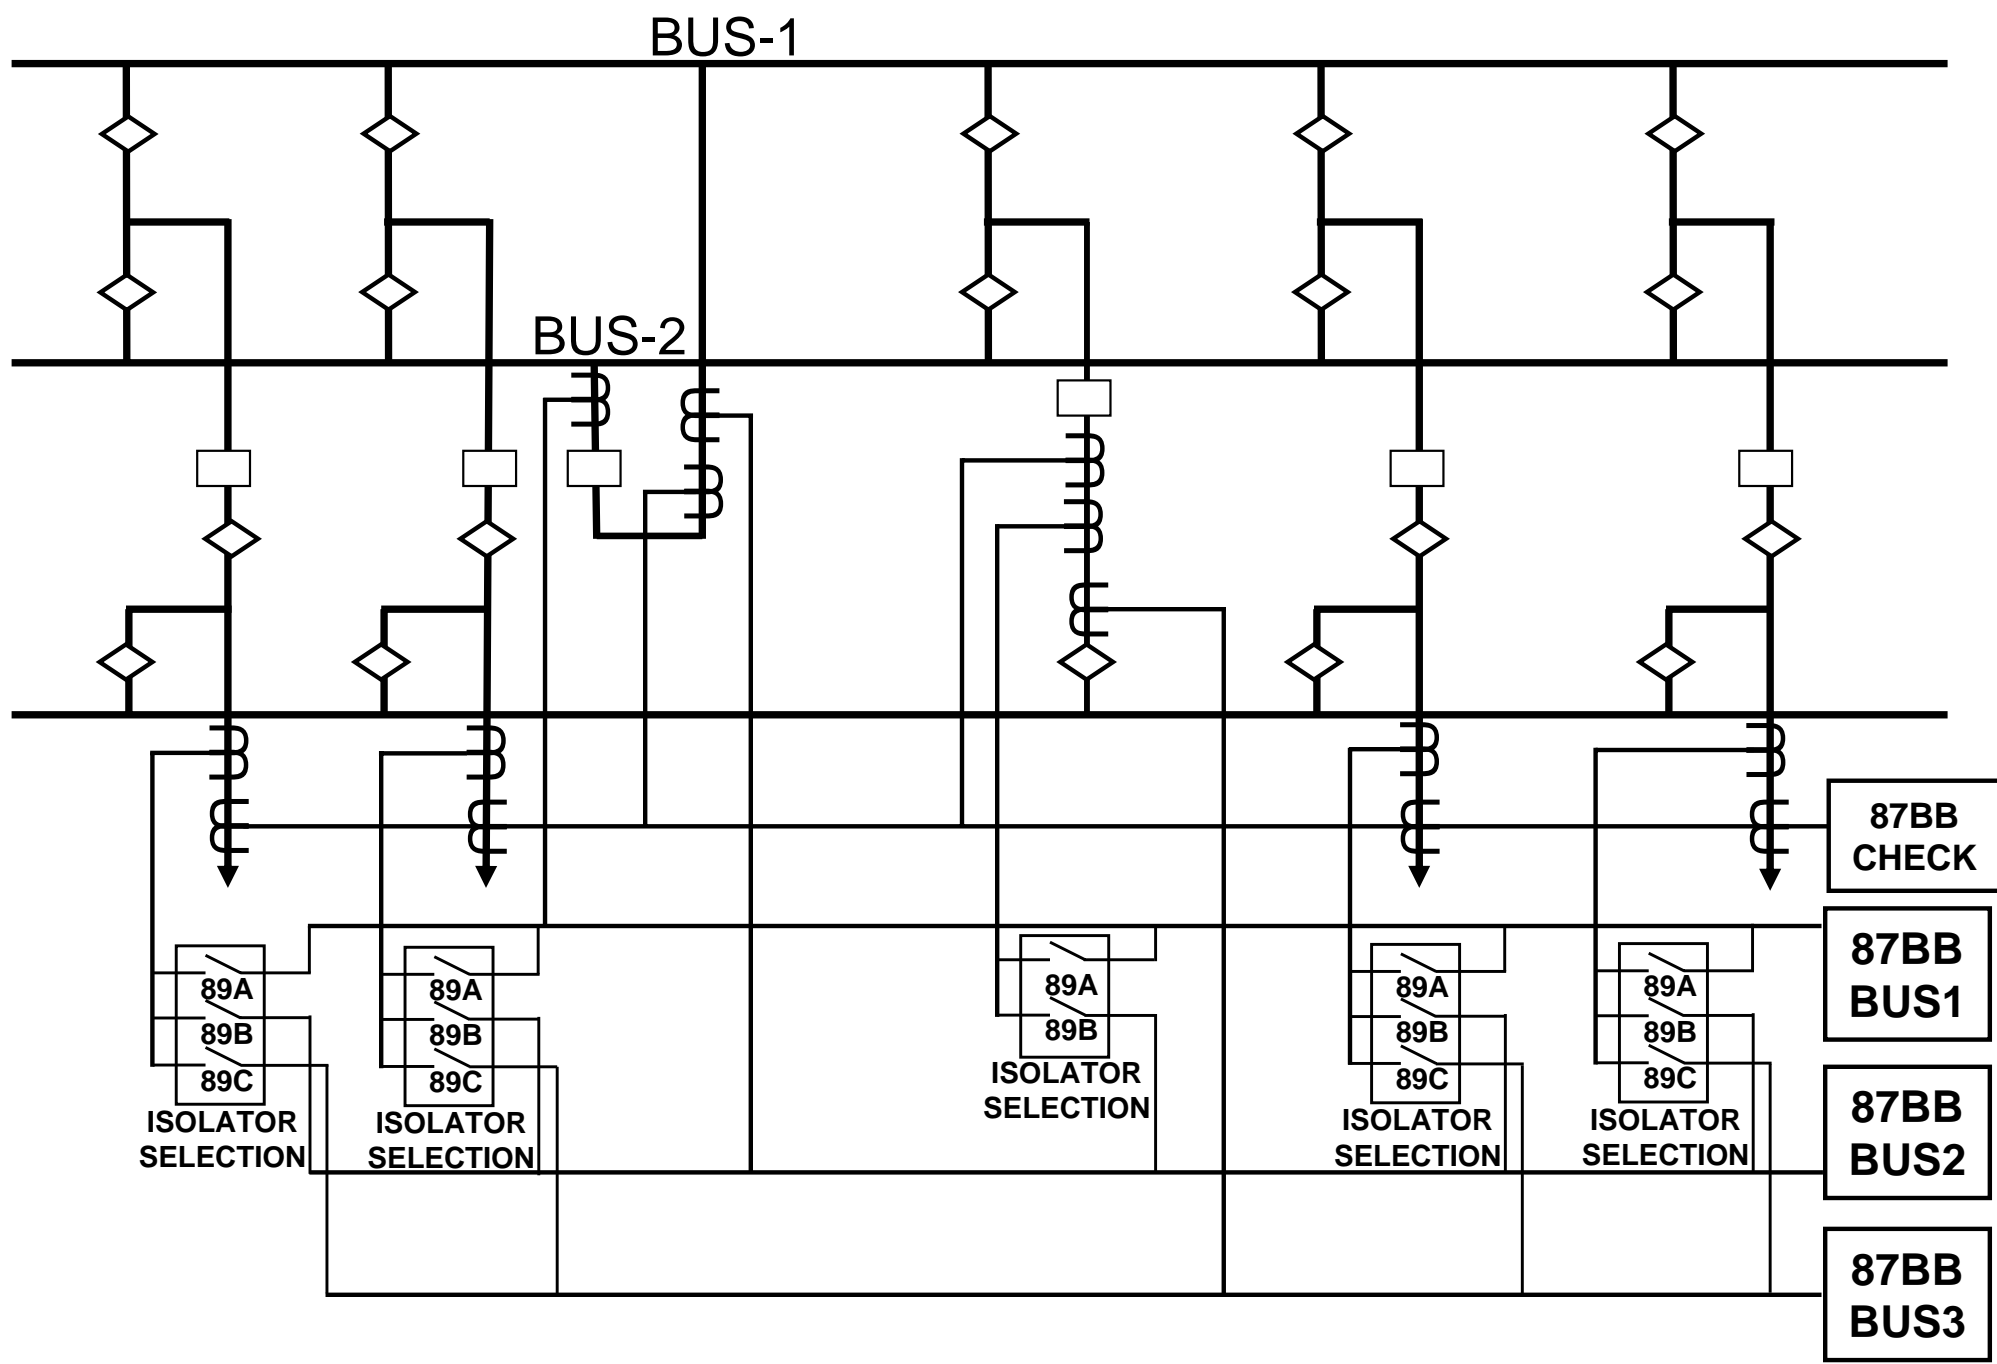 BUS-1
BUS-2
87BB
CHECK
89A
89B
89C
ISOLATOR
SELECTION
89A
89B
89C
ISOLATOR
SELECTION
89A
89B
ISOLATOR
SELECTION
89A
89B
89C
ISOLATOR
SELECTION
89A
89B
89C
ISOLATOR
SELECTION
87BB
BUS1
87BB
BUS2
87BB
BUS3